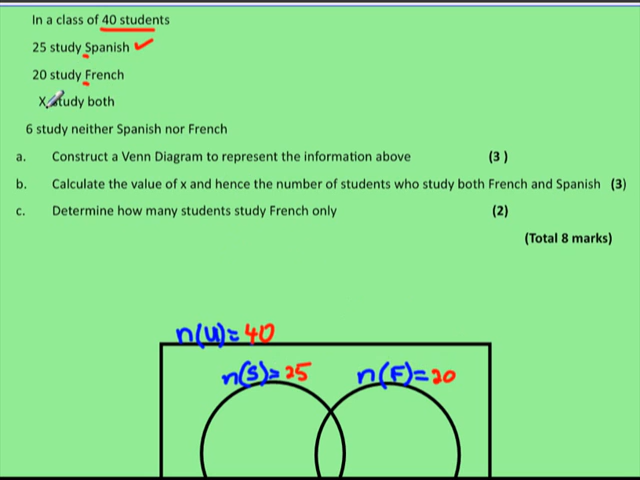 In a class of 40 students
25 study Spanish
20 study French
X study both
6 study neither Spanish nor French
a. Construct a Venn Diagram to represent the information above (3 )
b. Calculate the value of x and hence the number of students who study both French and Spanish (3)
c. Determine how many students study French only (2)
(Total 8 marks)
n(U)=40
n(S)=25 n(F)=20